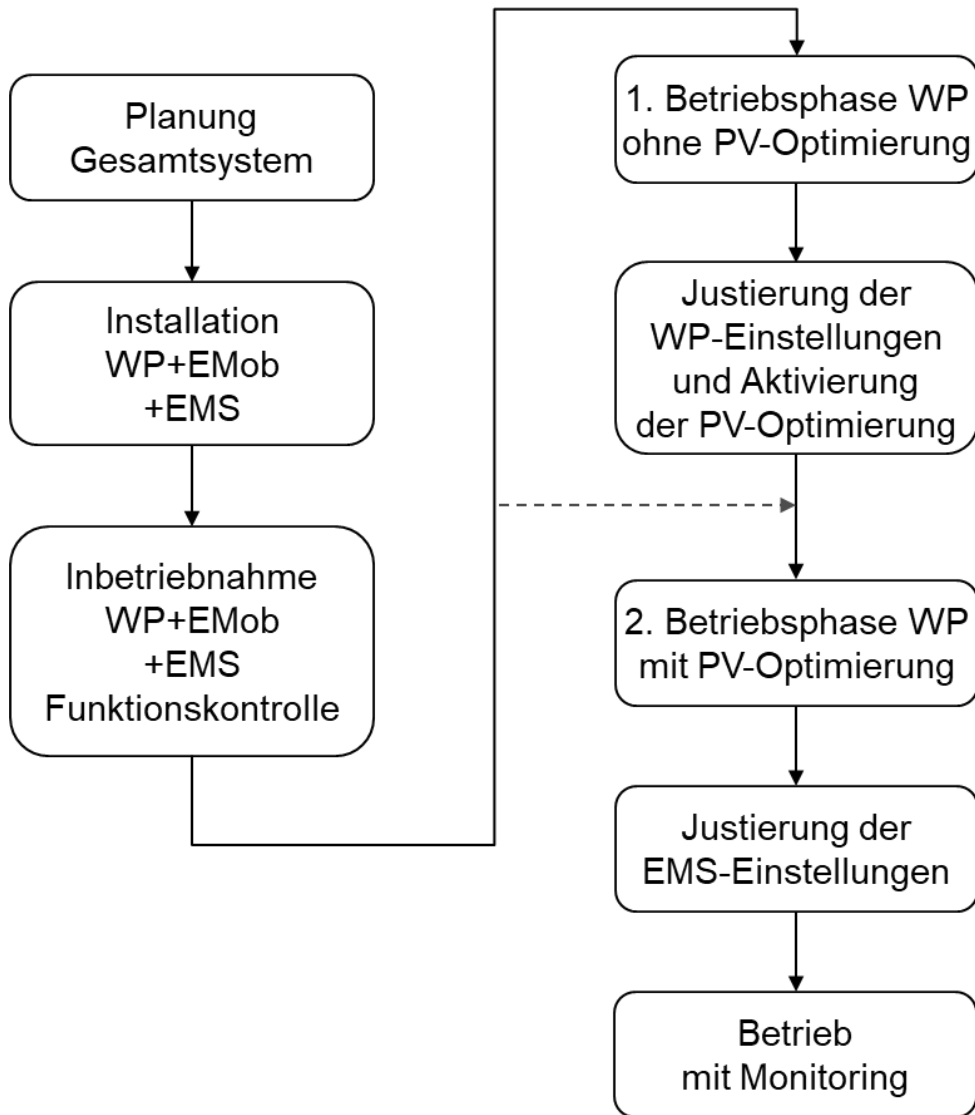 Planung
Gesamtsystem
Installation
WP+EMob
+EMS
Inbetriebnahme
WP+EMob
+EMS
Funktionskontrolle
1. Betriebsphase WP
ohne PV-Optimierung
Justierung der
WP-Einstellungen
und Aktivierung
der PV-Optimierung
2. Betriebsphase WP
mit PV-Optimierung
Justierung der
EMS-Einstellungen
Betrieb
mit Monitoring